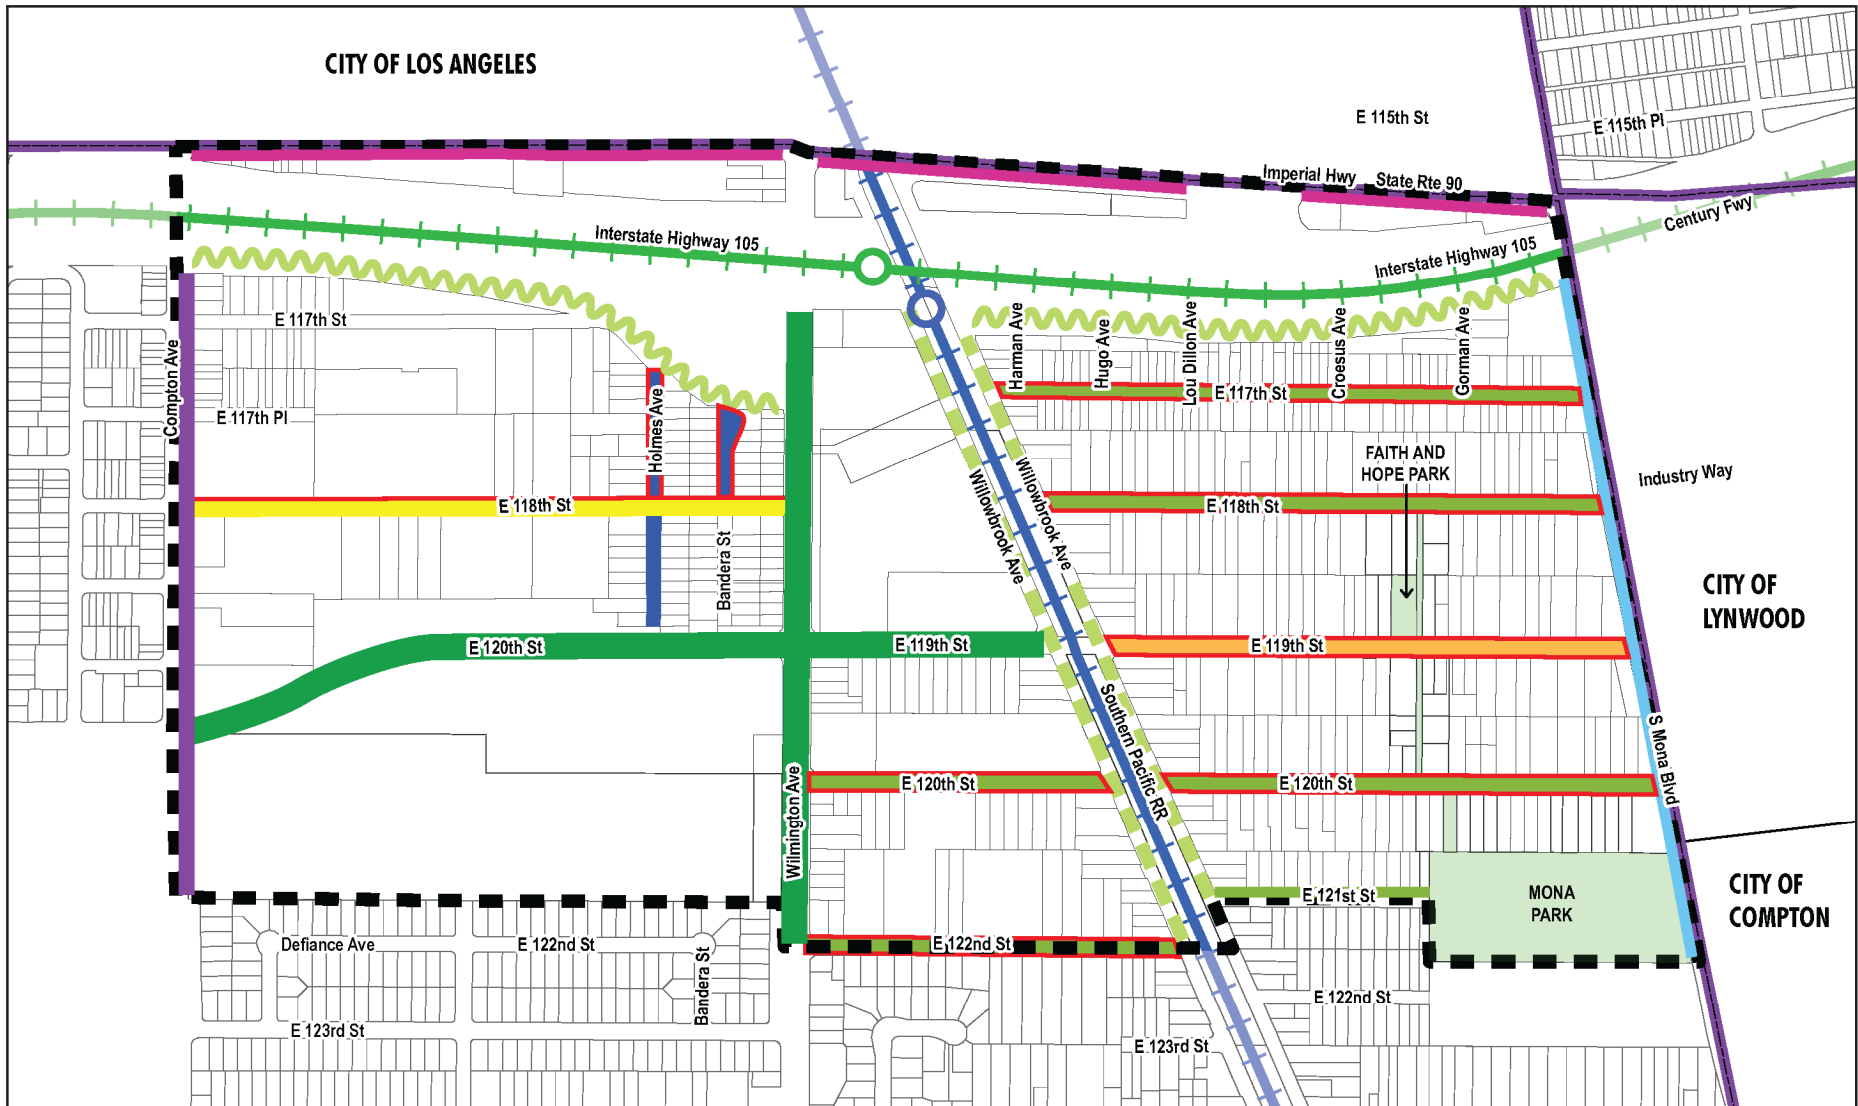 CITY OF LOS ANGELES
E 115th St
E 115th Pl
Imperial Hwy
State Rte 90
Century Fwy
Interstate Highway 105
Interstate Highway 105
E 117th St
Compton Ave
E 117th Pl
Holmes Ave
Harman Ave
Hugo Ave
Lou Dillon Ave
Croesus Ave
Gorman Ave
E 117th St
FAITH AND
HOPE PARK
Industry Way
E 118th St
Willowbrook Ave
Willowbrook Ave
E 118th St
Bandera St
CITY OF
LYNWOOD
E 120th St
E 119th St
E 119th St
Southern Pacific RR
S Mona Blvd
Wilmington Ave
E 120th St
E 120th St
E 121st St
MONA
PARK
CITY OF
COMPTON
Defiance Ave
E 122nd St
Bandera St
E 122nd St
E 122nd St
E 123rd St
E 123rd St